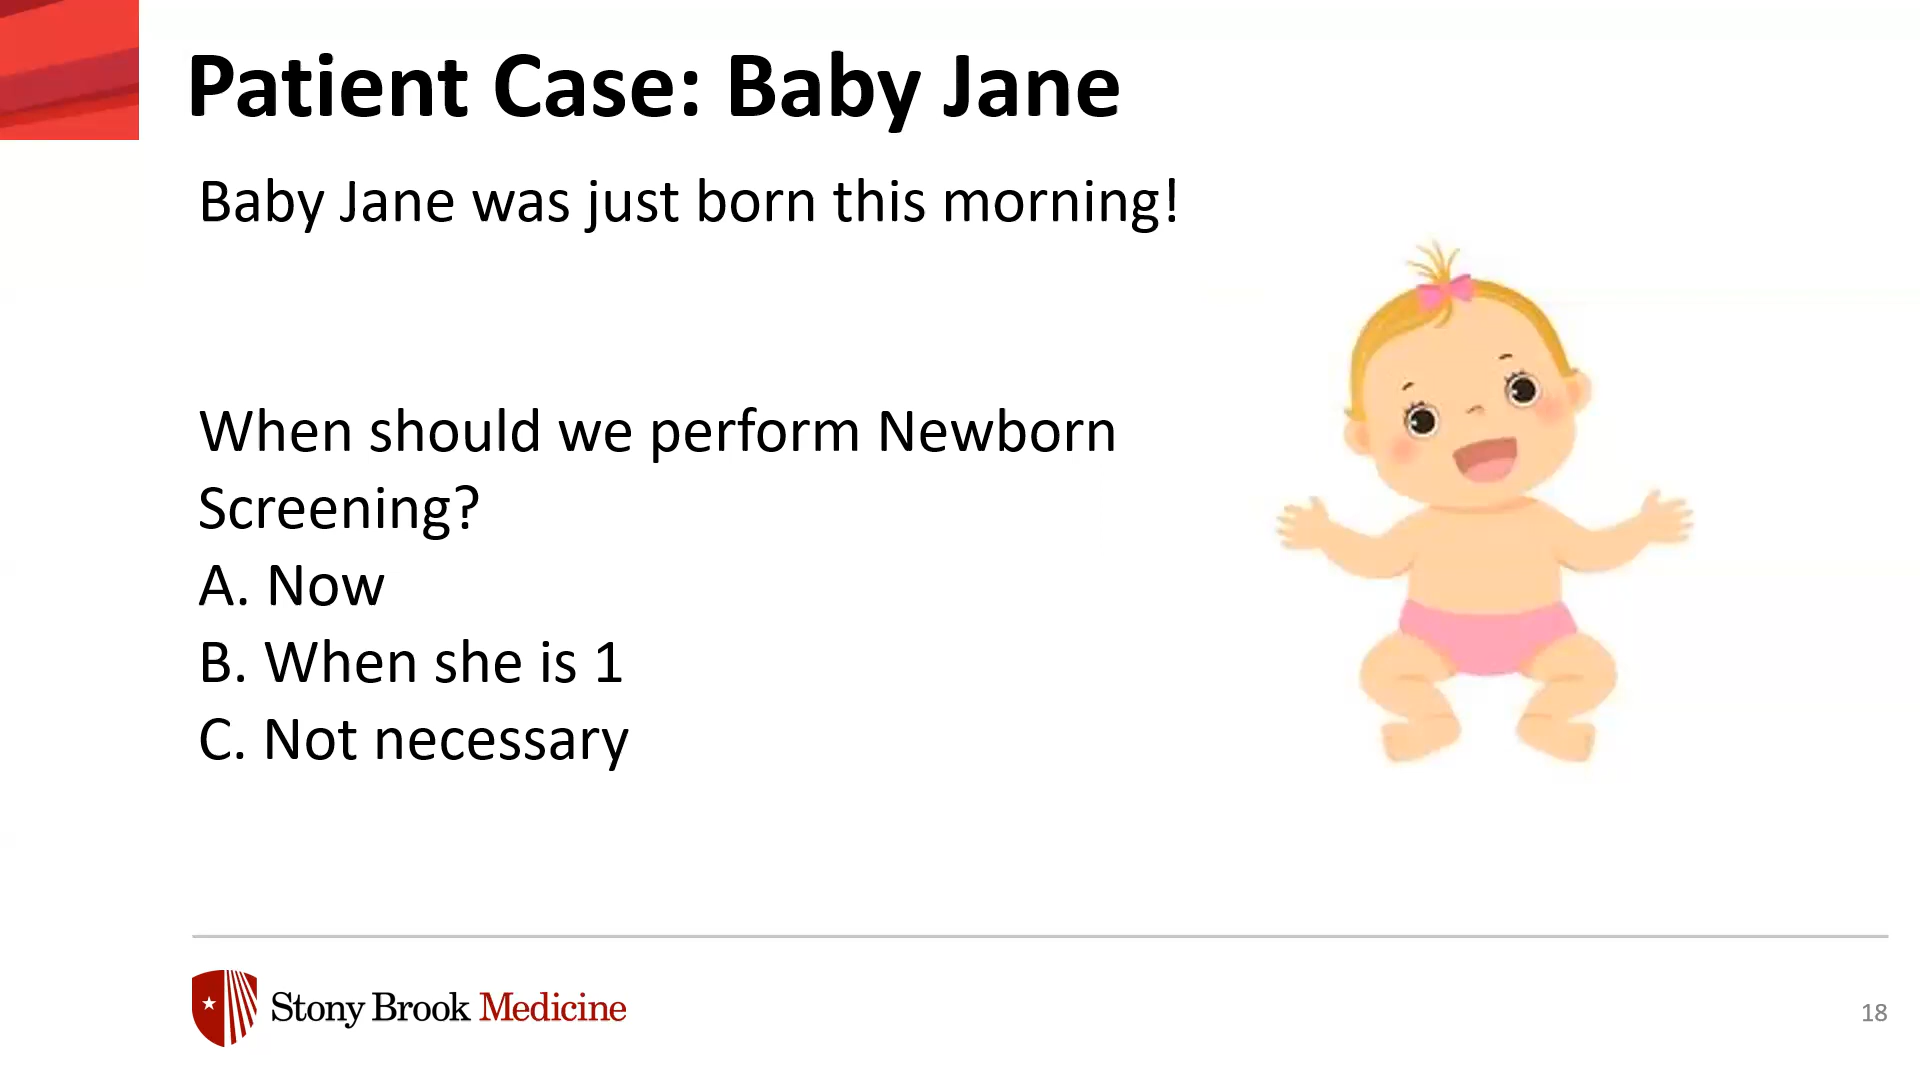 Patient Case: Baby Jane
Baby Jane was just born this morning!
When should we perform Newborn
Screening?
A. Now
B. When she is 1
C. Not necessary
Stony Brook Medicine
18